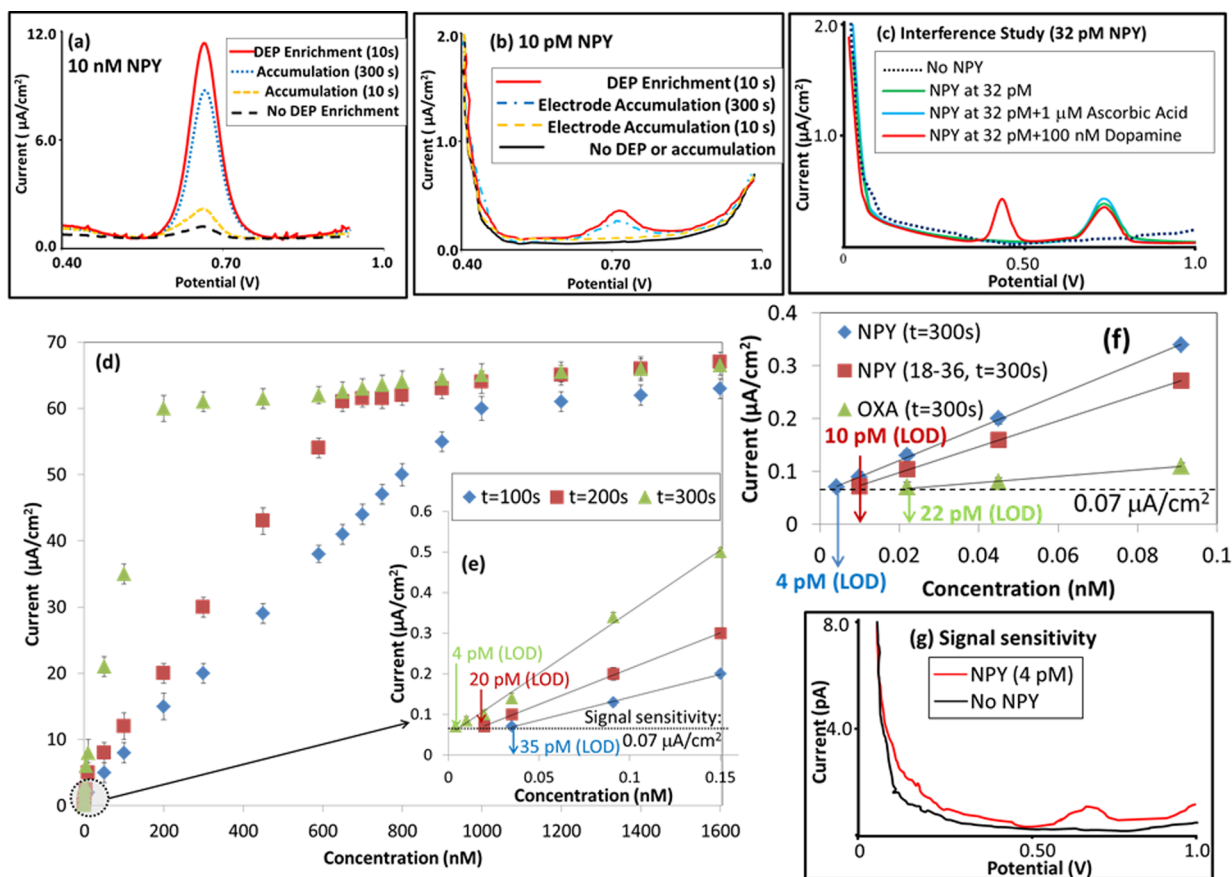 (a)
10 nM NPY
DEP Enrichment (10s)
Accumulation (300 s)
Accumulation (10 s)
No DEP Enrichment
Current (µA/cm²)
12.0
6.0
0.0
0.40
0.70
1.0
Potential (V)
(b) 10 pM NPY
DEP Enrichment (10 s)
Electrode Accumulation (300 s)
Electrode Accumulation (10 s)
No DEP or accumulation
Current (µA/cm²)
2.0
1.0
0.0
0.40
0.70
1.0
Potential (V)
(c) Interference Study (32 pM NPY)
No NPY
NPY at 32 pM
NPY at 32 pM+1 µM Ascorbic Acid
NPY at 32 pM+100 nM Dopamine
Current (µA/cm²)
2.0
1.0
0
0.50
1.0
Potential (V)
(d)
Current (µA/cm²)
70
60
50
40
30
20
10
0
0
200
400
600
800
1000
1200
1400
1600
Concentration (nM)
t=100s
t=200s
t=300s
(e)
Current (µA/cm²)
0.6
0.5
0.4
0.3
0.2
0.1
0
0
0.05
0.1
0.15
Concentration (nM)
4 pM (LOD)
20 pM (LOD)
35 pM (LOD)
Signal sensitivity:
0.07 µA/cm²
(f)
NPY (t=300s)
NPY (18-36, t=300s)
OXA (t=300s)
Current (µA/cm²)
0.4
0.3
0.2
0.1
0
0
0.02
0.04
0.06
0.08
0.1
Concentration (nM)
10 pM (LOD)
22 pM (LOD)
4 pM (LOD)
0.07 µA/cm²
(g) Signal sensitivity
NPY (4 pM)
No NPY
Current (pA)
8.0
4.0
0
0.50
1.0
Potential (V)